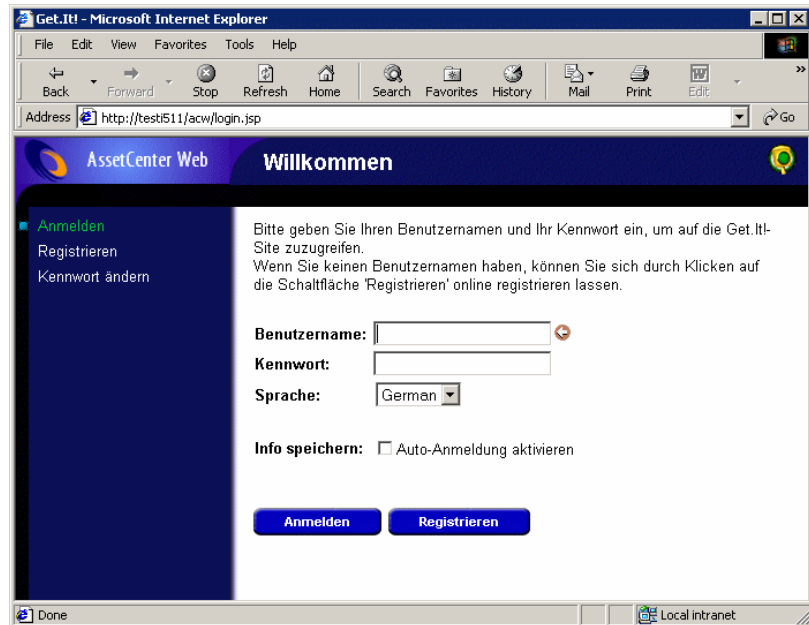 Get.It! - Microsoft Internet Explorer
File Edit View Favorites Tools Help
Back Forward Stop Refresh Home Search Favorites History Mail Print Edit »
Address http://testi511/acw/login.jsp Go
AssetCenter Web Willkommen
Anmelden
Registrieren
Kennwort ändern
Bitte geben Sie Ihren Benutzernamen und Ihr Kennwort ein, um auf die Get.It!-
Site zuzugreifen.
Wenn Sie keinen Benutzernamen haben, können Sie sich durch Klicken auf
die Schaltfläche 'Registrieren' online registrieren lassen.
Benutzername:
Kennwort:
Sprache: German
Info speichern: Auto-Anmeldung aktivieren
Anmelden Registrieren
Done Local intranet